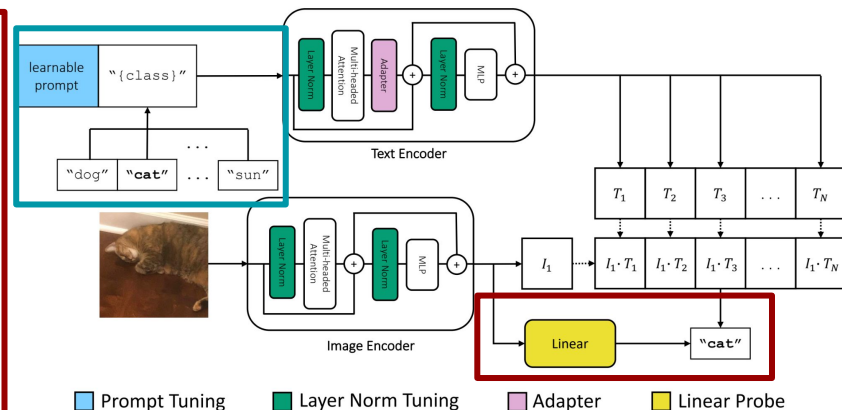 learnable
prompt
“{class}”
Layer Norm
Multi-headed
Attention
Adapter
+
Layer Norm
MLP
+
Text Encoder
...
“dog”
“cat”
...
“sun”
T₁
T₂
T₃
. . .
T_N
Layer Norm
Multi-headed
Attention
+
Layer Norm
MLP
+
Image Encoder
I₁
I₁·T₁
I₁·T₂
I₁·T₃
. . .
I₁·T_N
Linear
“cat”
Prompt Tuning
Layer Norm Tuning
Adapter
Linear Probe